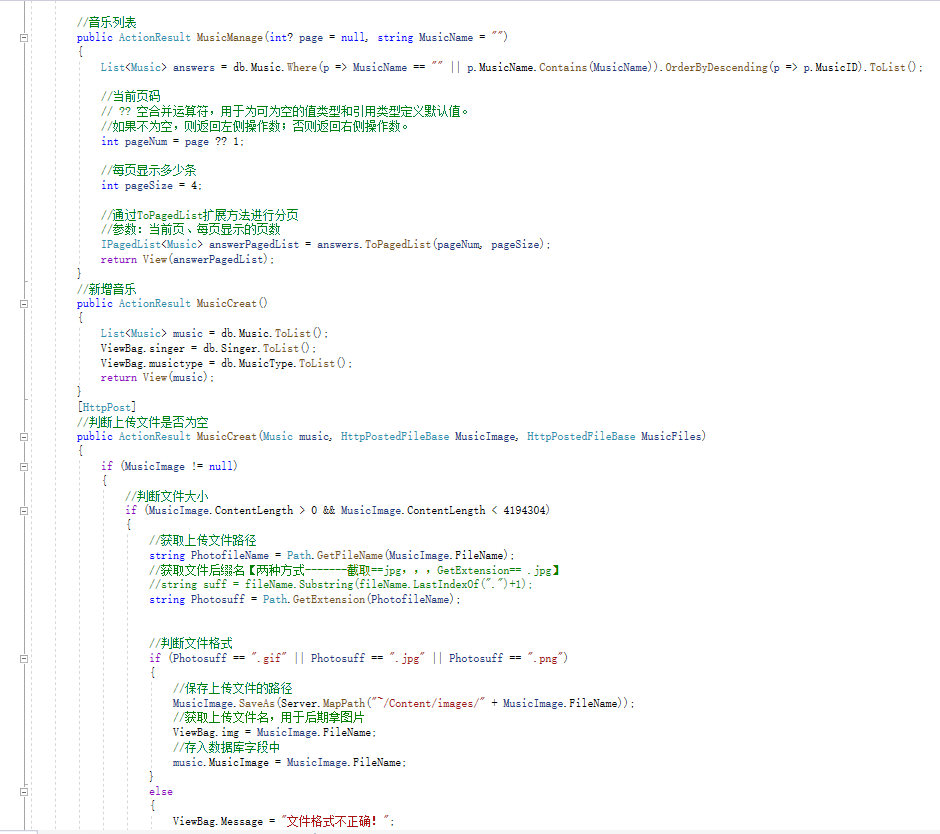 //音乐列表
public ActionResult MusicManage(int? page = null, string MusicName = "")
{
List<Music> answers = db.Music.Where(p => MusicName == "" || p.MusicName.Contains(MusicName)).OrderByDescending(p => p.MusicID).ToList();
//当前页码
// ?? 空合并运算符，用于为可为空的值类型和引用类型定义默认值。
//如果不为空，则返回左侧操作数；否则返回右侧操作数。
int pageNum = page ?? 1;
//每页显示多少条
int pageSize = 4;
//通过ToPagedList扩展方法进行分页
//参数：当前页、每页显示的页数
IPagedList<Music> answerPagedList = answers.ToPagedList(pageNum, pageSize);
return View(answerPagedList);
}
//新增音乐
public ActionResult MusicCreat()
{
List<Music> music = db.Music.ToList();
ViewBag.singer = db.Singer.ToList();
ViewBag.musictype = db.MusicType.ToList();
return View(music);
}
[HttpPost]
//判断上传文件是否为空
public ActionResult MusicCreat(Music music, HttpPostedFileBase MusicImage, HttpPostedFileBase MusicFiles)
{
if (MusicImage != null)
{
//判断文件大小
if (MusicImage.ContentLength > 0 && MusicImage.ContentLength < 4194304)
{
//获取上传文件路径
string PhotofileName = Path.GetFileName(MusicImage.FileName);
//获取文件后缀名【两种方式-------截取==jpg，，，GetExtension== .jpg】
//string suff = fileName.Substring(fileName.LastIndexOf(".")+1);
string Photosuff = Path.GetExtension(PhotofileName);
//判断文件格式
if (Photosuff == ".gif" || Photosuff == ".jpg" || Photosuff == ".png")
{
//保存上传文件的路径
MusicImage.SaveAs(Server.MapPath("~/Content/images/" + MusicImage.FileName));
//获取上传文件名，用于后期拿图片
ViewBag.img = MusicImage.FileName;
//存入数据库字段中
music.MusicImage = MusicImage.FileName;
}
else
{
ViewBag.Message = "文件格式不正确！";